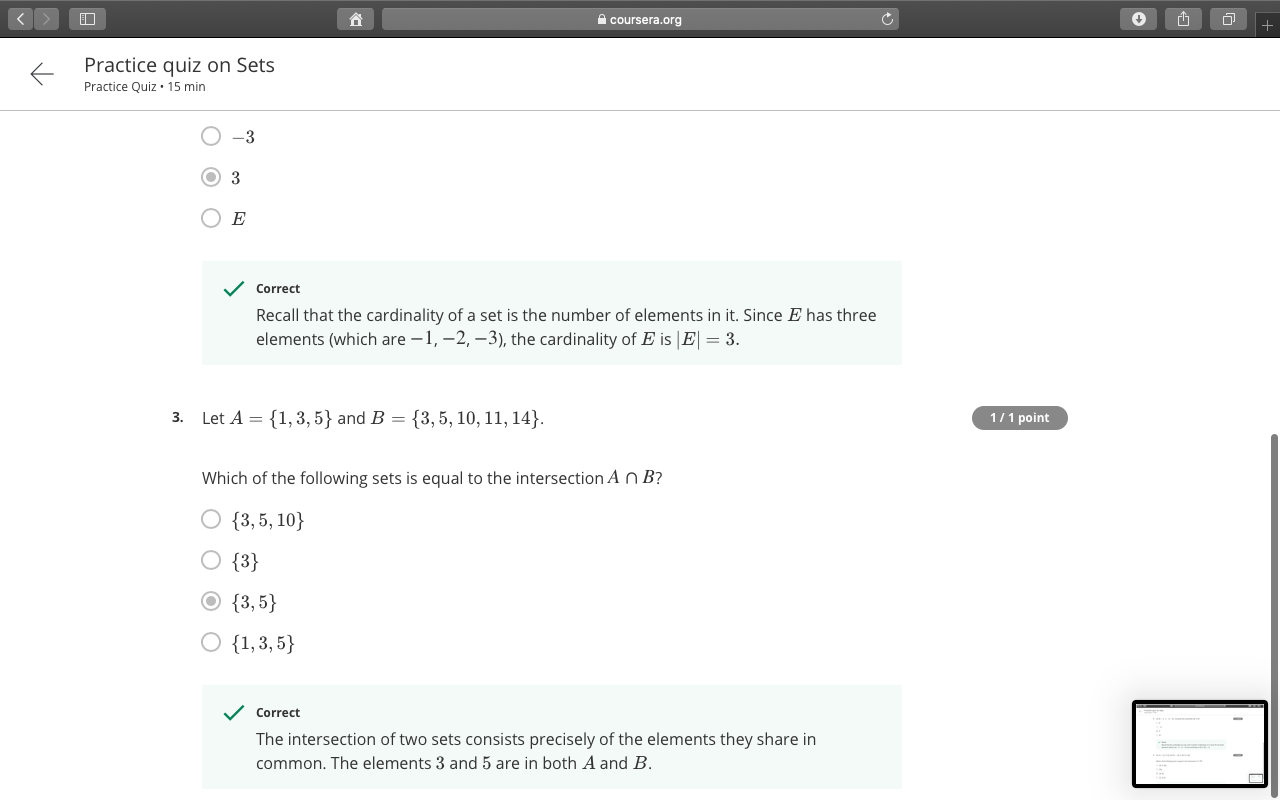 coursera.org
Practice quiz on Sets
Practice Quiz • 15 min
−3
3
E
Correct
Recall that the cardinality of a set is the number of elements in it. Since E has three
elements (which are −1, −2, −3), the cardinality of E is |E| = 3.
3. Let A = {1, 3, 5} and B = {3, 5, 10, 11, 14}.
1 / 1 point
Which of the following sets is equal to the intersection A ∩ B?
{3, 5, 10}
{3}
{3, 5}
{1, 3, 5}
Correct
The intersection of two sets consists precisely of the elements they share in
common. The elements 3 and 5 are in both A and B.